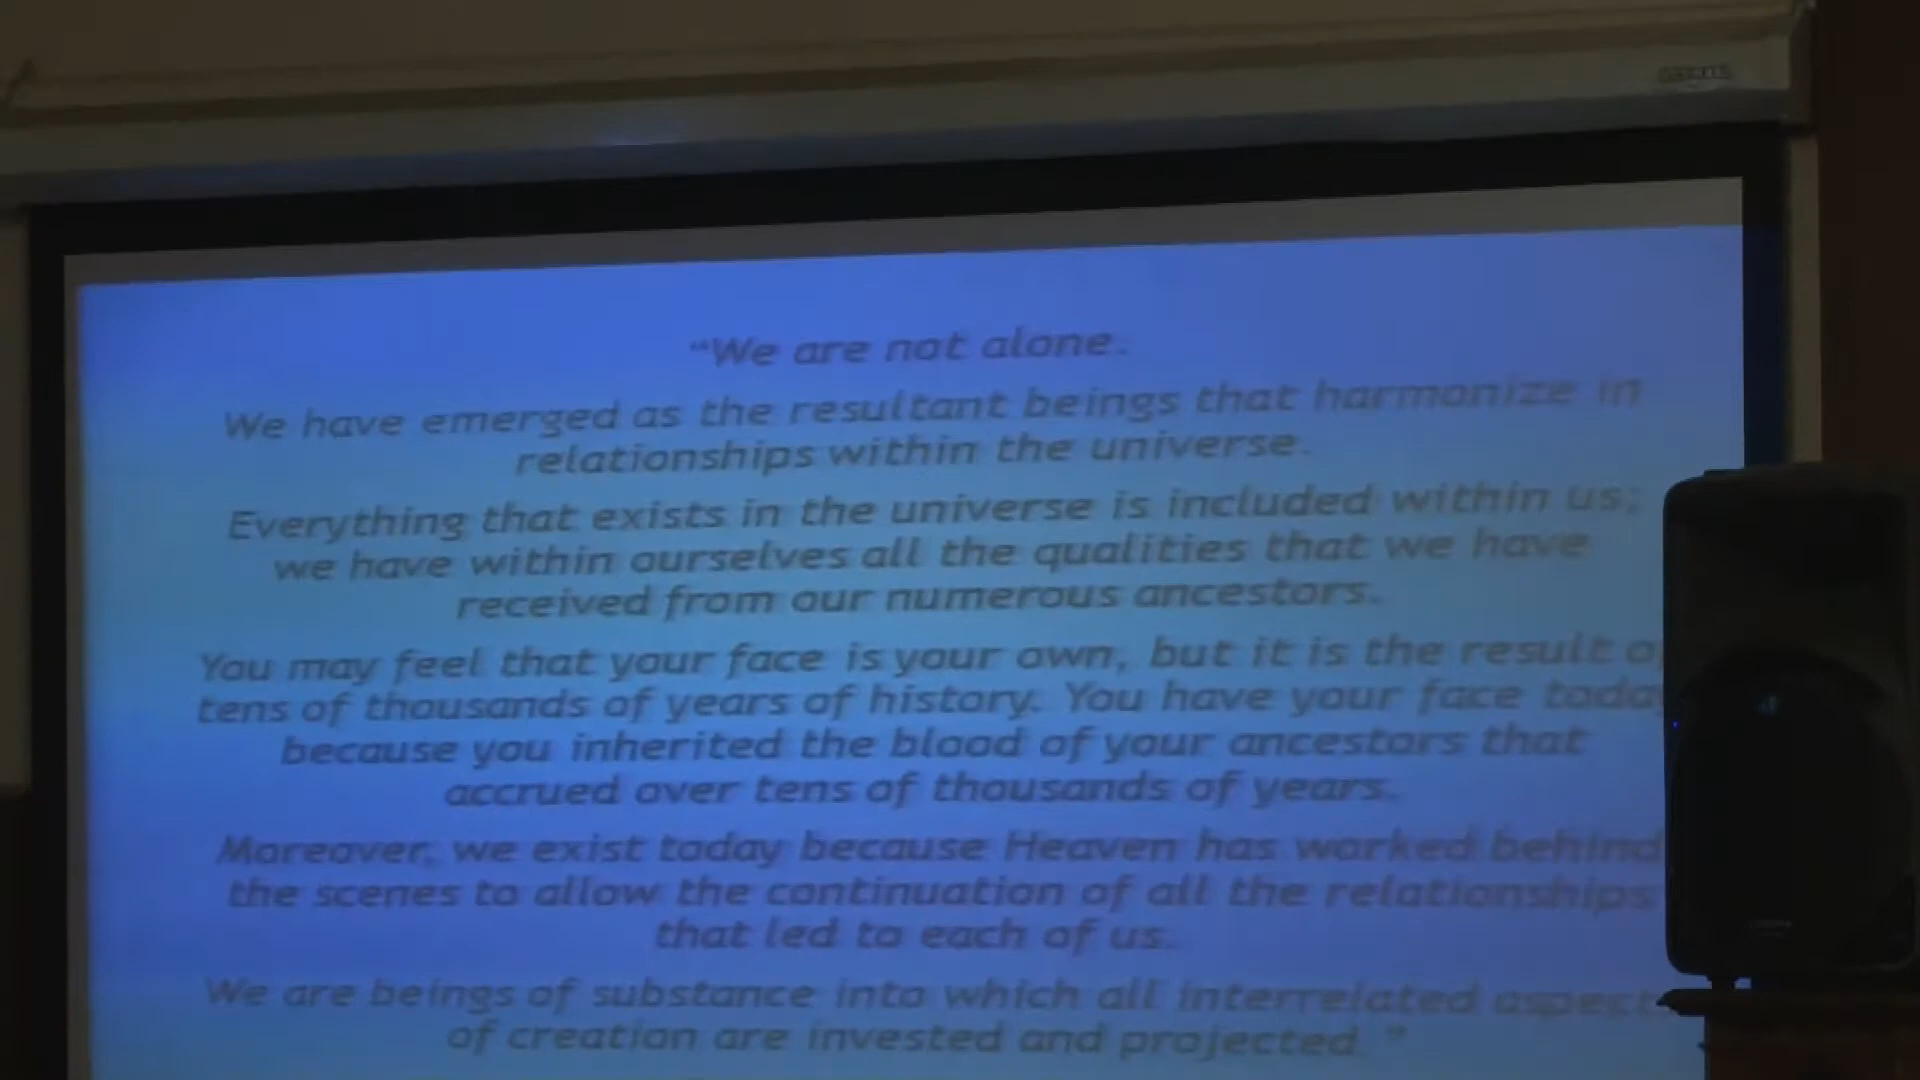 "We are not alone.
We have emerged as the resultant beings that harmonize in
relationships within the universe.
Everything that exists in the universe is included within us;
we have within ourselves all the qualities that we have
received from our numerous ancestors.
You may feel that your face is your own, but it is the result o
tens of thousands of years of history. You have your face today
because you inherited the blood of your ancestors that
accrued over tens of thousands of years.
Moreover, we exist today because Heaven has worked behind
the scenes to allow the continuation of all the relationships
that led to each of us.
We are beings of substance into which all interrelated aspect
of creation are invested and projected."